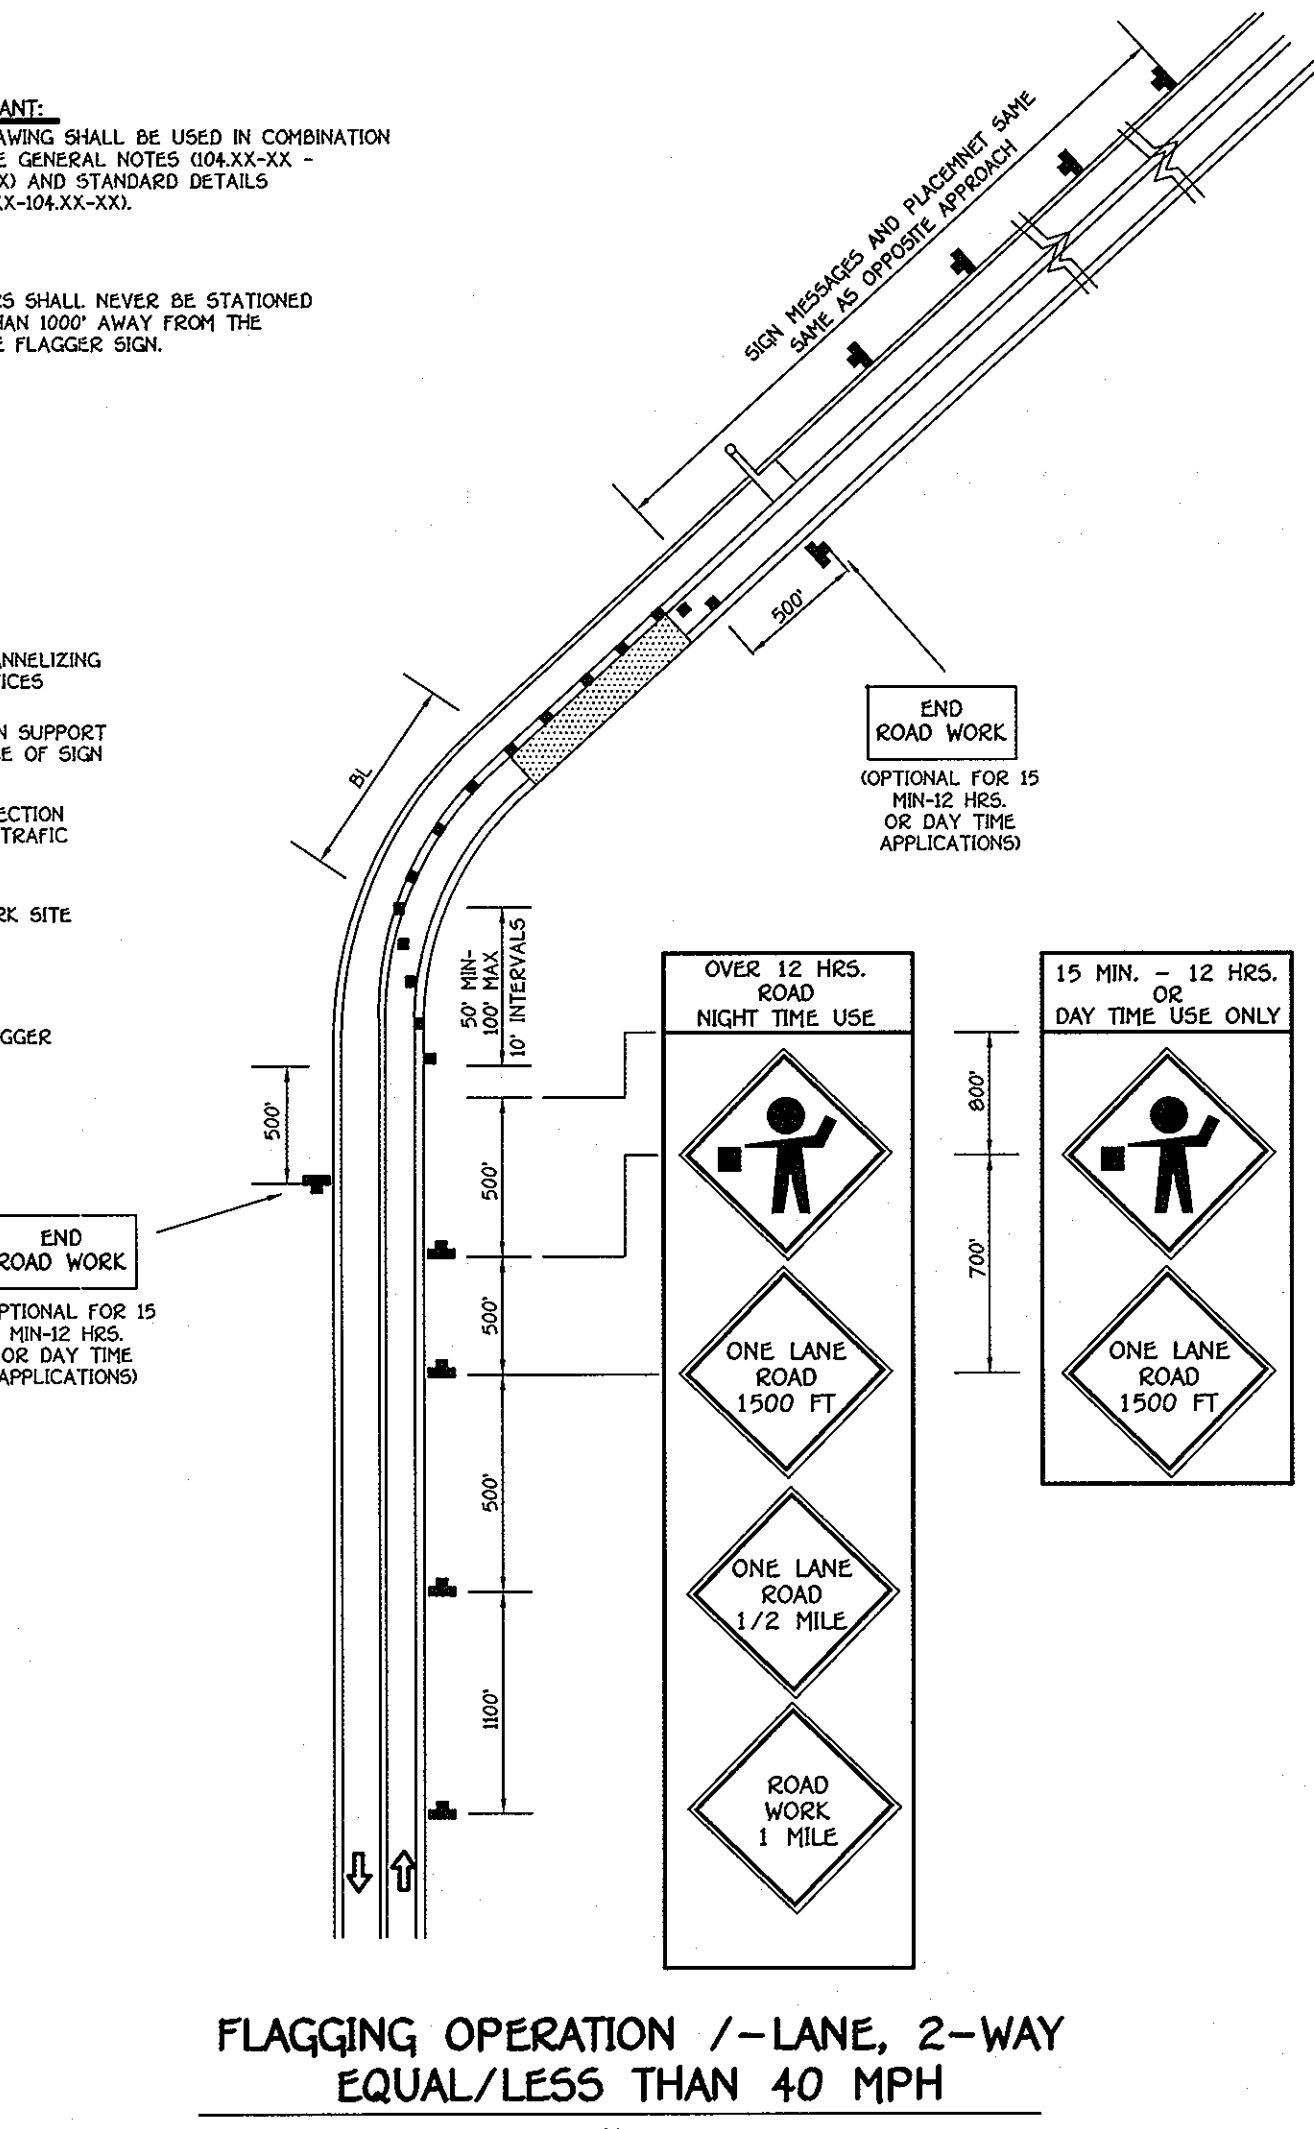 ANT:
AWING SHALL BE USED IN COMBINATION
E GENERAL NOTES (104.XX-XX -
X) AND STANDARD DETAILS
XX-104.XX-XX).
RS SHALL NEVER BE STATIONED
HAN 1000' AWAY FROM THE
E FLAGGER SIGN.
SIGN MESSAGES AND PLACEMNET SAME
SAME AS OPPOSITE APPROACH
500'
END
ROAD WORK
(OPTIONAL FOR 15
MIN-12 HRS.
OR DAY TIME
APPLICATIONS)
ANNELIZING
ICES
N SUPPORT
E OF SIGN
ECTION
TRAFIC
RK SITE
GGER
BL
50' MIN-
100' MAX
10' INTERVALS
500'
END
ROAD WORK
PTIONAL FOR 15
MIN-12 HRS.
OR DAY TIME
APPLICATIONS)
500'
500'
500'
1100'
OVER 12 HRS.
ROAD
NIGHT TIME USE
ONE LANE
ROAD
1500 FT
ONE LANE
ROAD
1/2 MILE
ROAD
WORK
1 MILE
800'
700'
15 MIN. - 12 HRS.
OR
DAY TIME USE ONLY
ONE LANE
ROAD
1500 FT
FLAGGING OPERATION /-LANE, 2-WAY
EQUAL/LESS THAN 40 MPH